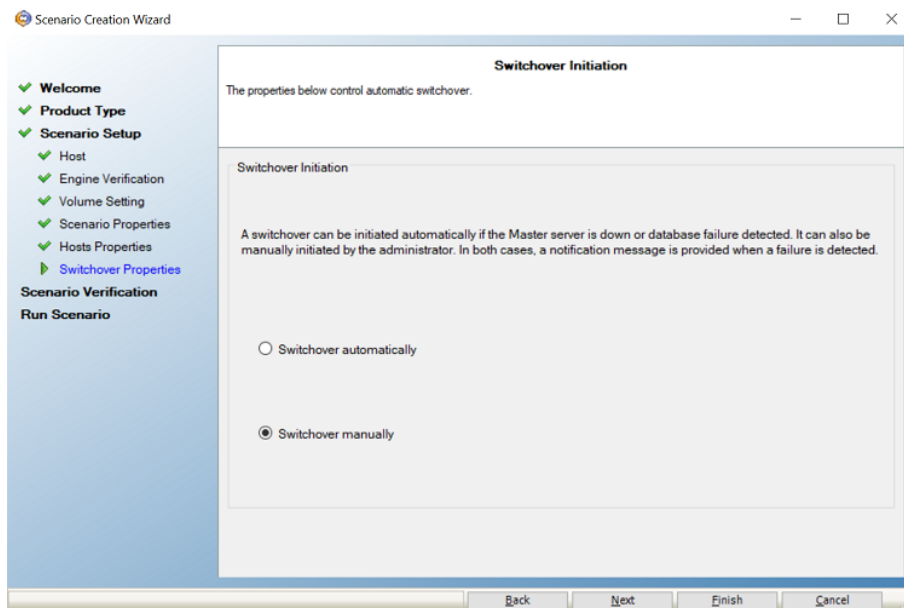 Scenario Creation Wizard
Welcome
Product Type
Scenario Setup
Host
Engine Verification
Volume Setting
Scenario Properties
Hosts Properties
Switchover Properties
Scenario Verification
Run Scenario
Switchover Initiation
The properties below control automatic switchover.
Switchover Initiation
A switchover can be initiated automatically if the Master server is down or database failure detected. It can also be
manually initiated by the administrator. In both cases, a notification message is provided when a failure is detected.
Switchover automatically
Switchover manually
Back Next Finish Cancel